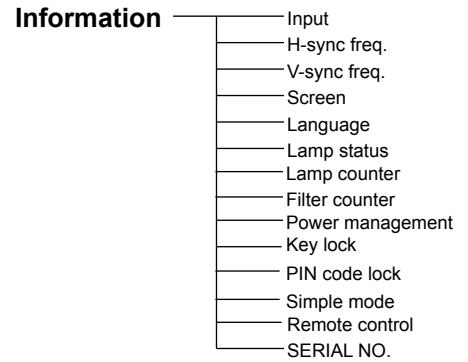 Information
Input
H-sync freq.
V-sync freq.
Screen
Language
Lamp status
Lamp counter
Filter counter
Power management
Key lock
PIN code lock
Simple mode
Remote control
SERIAL NO.